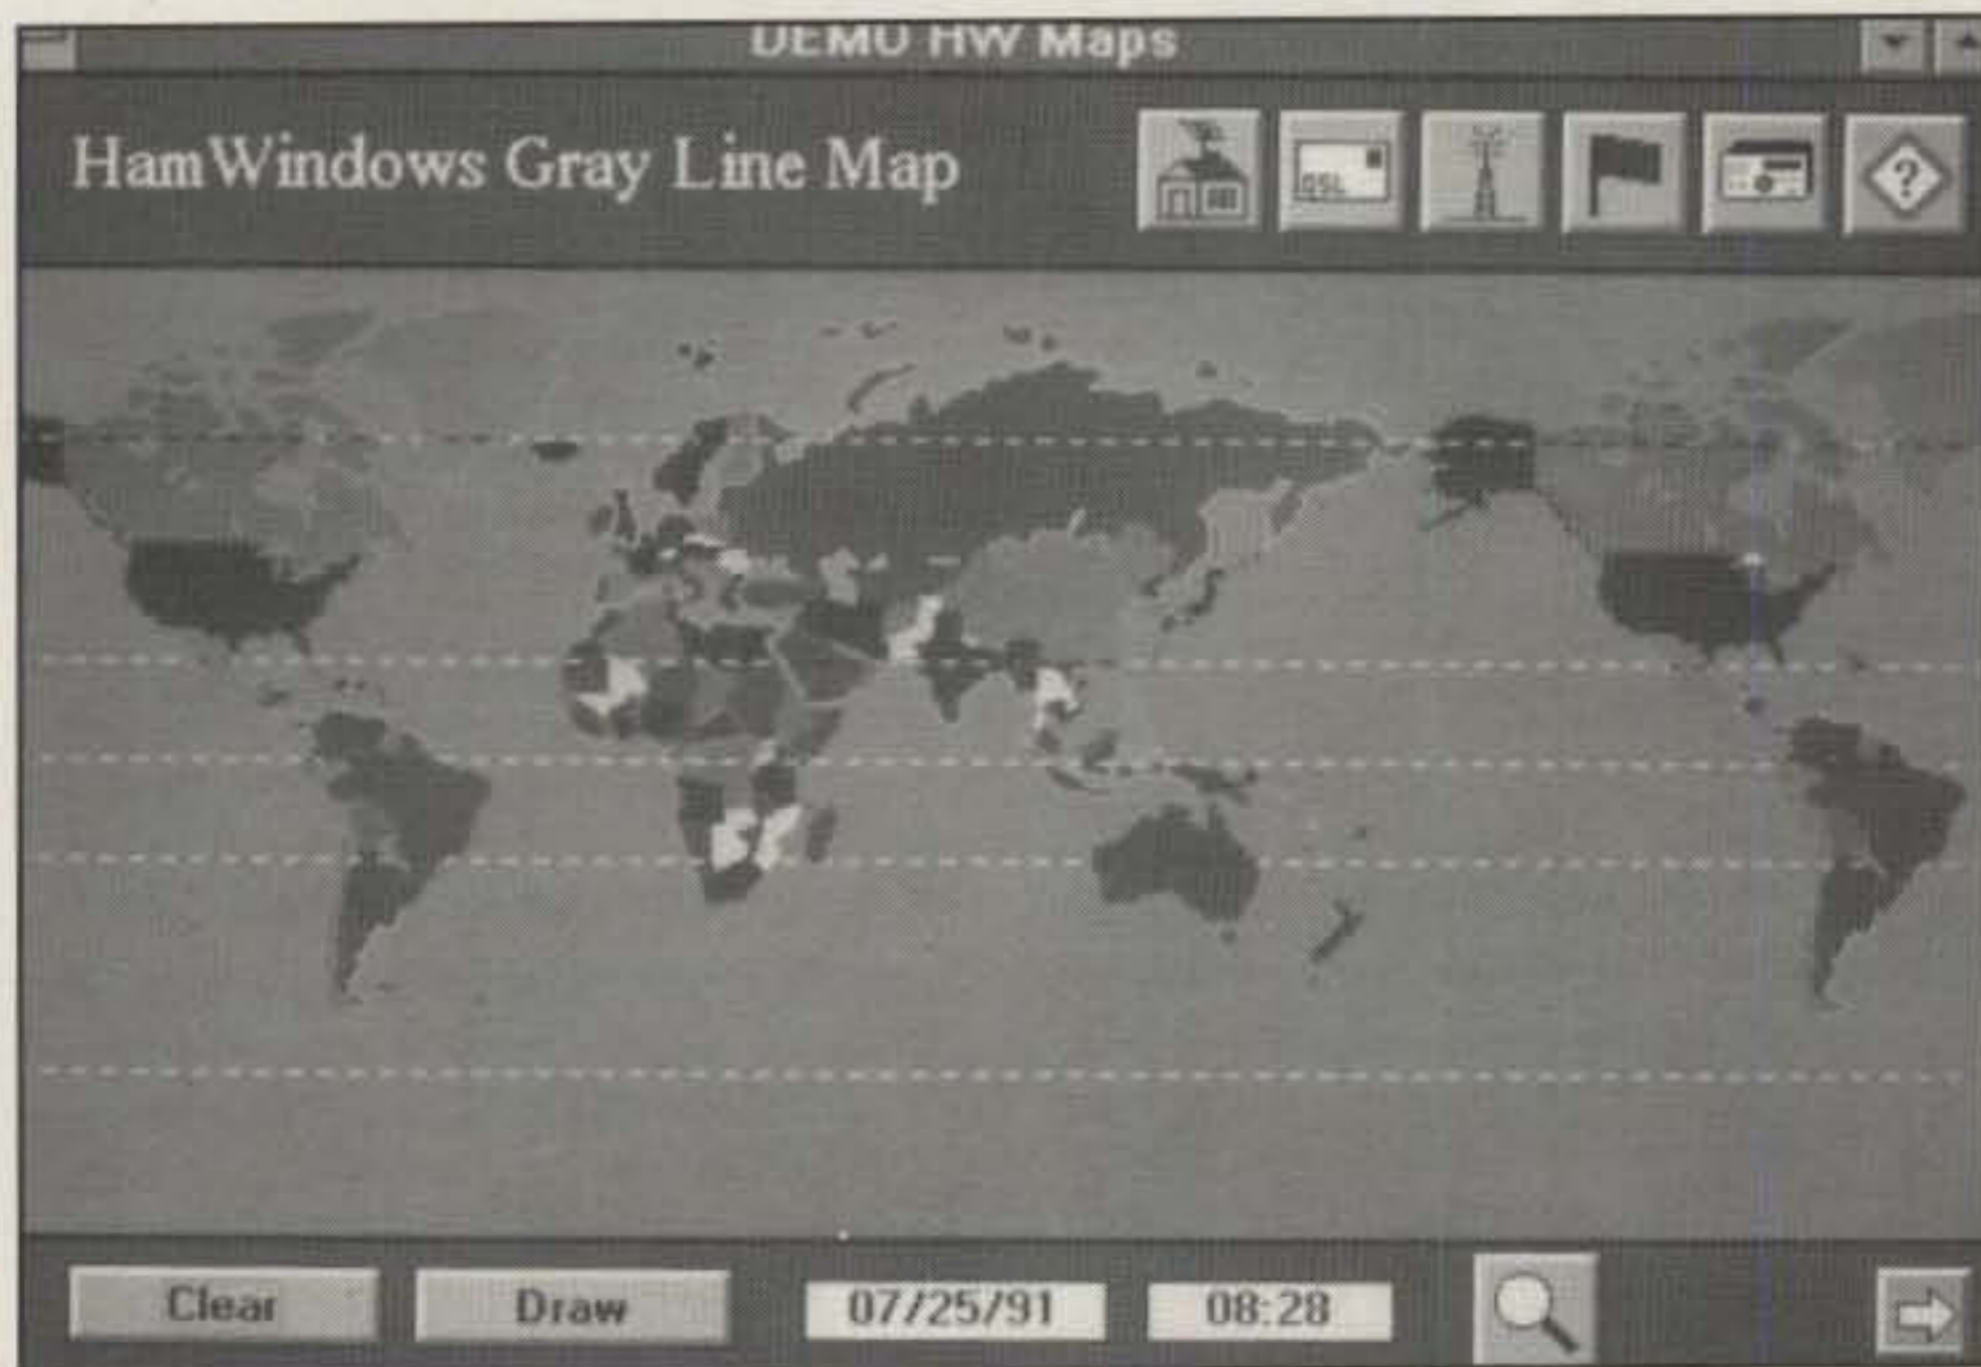 DEMO HW Maps
HamWindows Gray Line Map
QSL
?
Clear
Draw
07/25/91
08:28